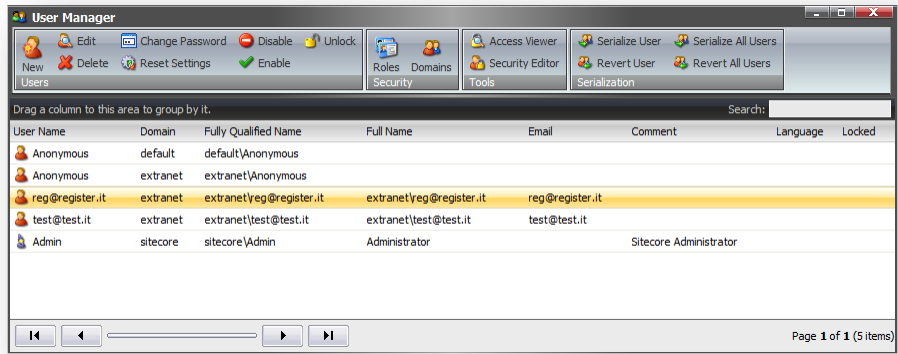 User Manager
Edit Change Password Disable Unlock Access Viewer Serialize User Serialize All Users
New Delete Reset Settings Enable Roles Domains Security Editor Revert User Revert All Users
Users Security Tools Serialization
Drag a column to this area to group by it. Search:
User Name Domain Fully Qualified Name Full Name Email Comment Language Locked
Anonymous default default\Anonymous
Anonymous extranet extranet\Anonymous
reg@register.it extranet extranet\reg@register.it extranet\reg@register.it reg@register.it
test@test.it extranet extranet\test@test.it extranet\test@test.it test@test.it
Admin sitecore sitecore\Admin Administrator Sitecore Administrator
Page 1 of 1 (5 items)